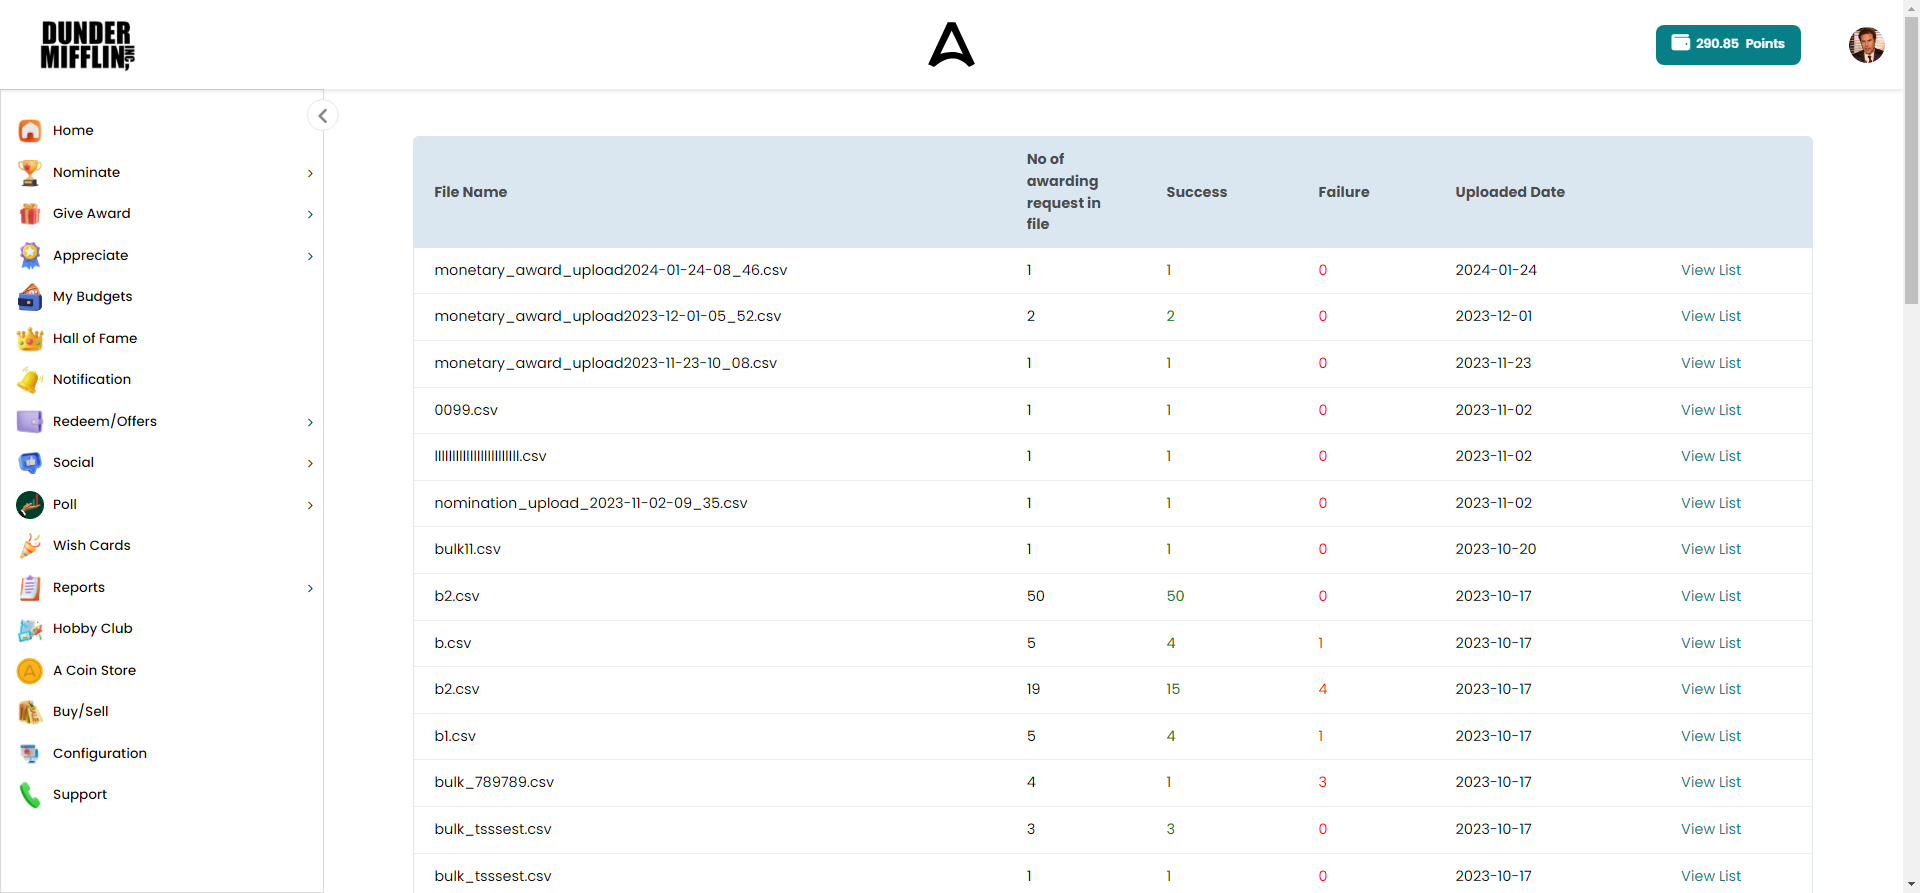 DUNDER
MIFFLIN, INC
290.85 Points
Home
Nominate
Give Award
Appreciate
My Budgets
Hall of Fame
Notification
Redeem/Offers
Social
Poll
Wish Cards
Reports
Hobby Club
A Coin Store
Buy/Sell
Configuration
Support
File Name No of awarding request in file Success Failure Uploaded Date
monetary_award_upload2024-01-24-08_46.csv 1 1 0 2024-01-24 View List
monetary_award_upload2023-12-01-05_52.csv 2 2 0 2023-12-01 View List
monetary_award_upload2023-11-23-10_08.csv 1 1 0 2023-11-23 View List
0099.csv 1 1 0 2023-11-02 View List
llllllllllllllllllllllll.csv 1 1 0 2023-11-02 View List
nomination_upload_2023-11-02-09_35.csv 1 1 0 2023-11-02 View List
bulk11.csv 1 1 0 2023-10-20 View List
b2.csv 50 50 0 2023-10-17 View List
b.csv 5 4 1 2023-10-17 View List
b2.csv 19 15 4 2023-10-17 View List
b1.csv 5 4 1 2023-10-17 View List
bulk_789789.csv 4 1 3 2023-10-17 View List
bulk_tsssest.csv 3 3 0 2023-10-17 View List
bulk_tsssest.csv 1 1 0 2023-10-17 View List